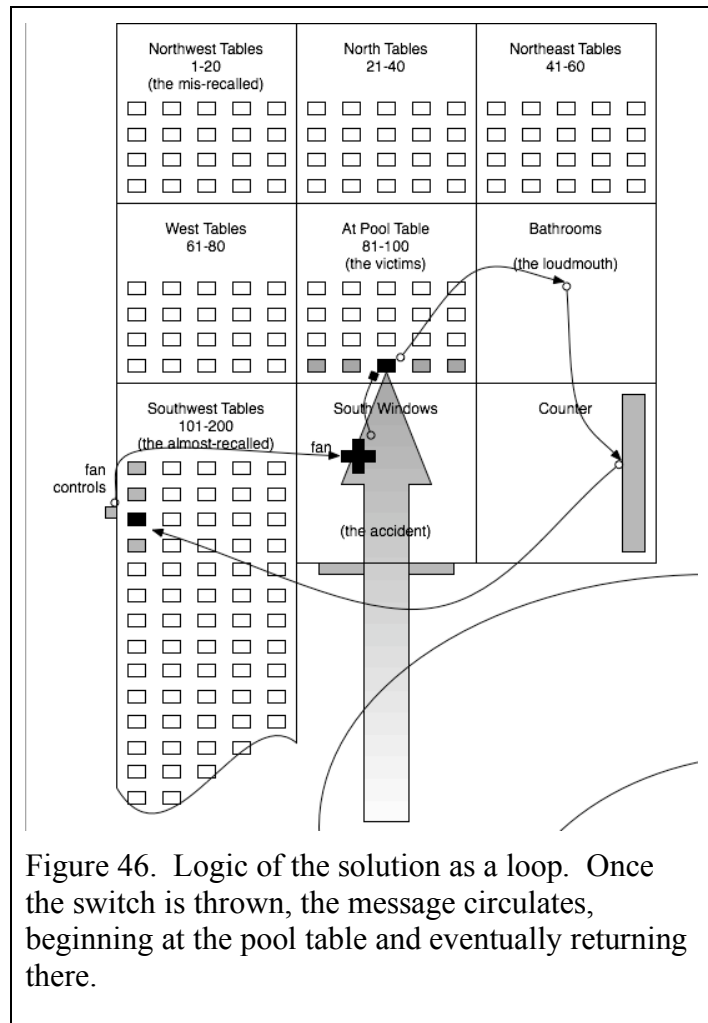 Northwest Tables
1-20
(the mis-recalled)
North Tables
21-40
Northeast Tables
41-60
West Tables
61-80
At Pool Table
81-100
(the victims)
Bathrooms
(the loudmouth)
Southwest Tables
101-200
(the almost-recalled)
South Windows
Counter
fan
fan
controls
(the accident)
Figure 46. Logic of the solution as a loop. Once
the switch is thrown, the message circulates,
beginning at the pool table and eventually returning
there.